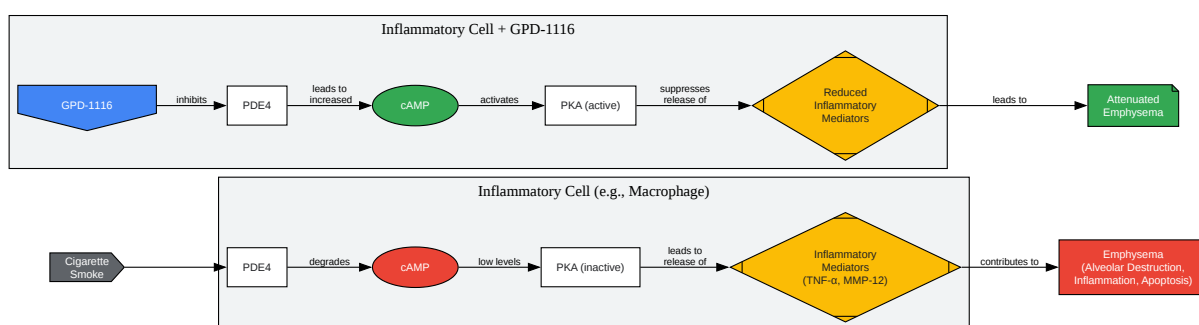 Inflammatory Cell + GPD-1116
GPD-1116
inhibits
PDE4
leads to
increased
cAMP
activates
PKA (active)
suppresses
release of
Reduced
Inflammatory
Mediators
leads to
Attenuated
Emphysema
Inflammatory Cell (e.g., Macrophage)
Cigarette
Smoke
PDE4
degrades
cAMP
low levels
PKA (inactive)
leads to
release of
Inflammatory
Mediators
(TNF-α, MMP-12)
contributes to
Emphysema
(Alveolar Destruction,
Inflammation, Apoptosis)